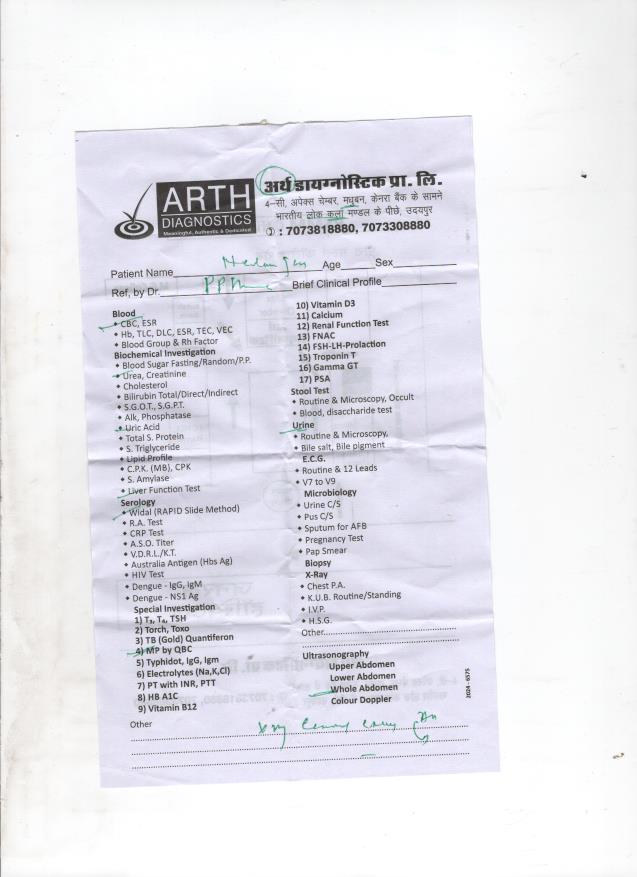 ARTH
DIAGNOSTICS
Meaningful, Authentic & Dedicated
अर्थ डायग्नोस्टिक प्रा. लि.
4-सी, अपेक्स चेम्बर, मधुबन, केनरा बैंक के सामने
भारतीय लोक कला मण्डल के पीछे, उदयपुर
: 7073818880, 7073308880
Patient Name Age Sex
Ref, by Dr. Brief Clinical Profile
Blood
CBC, ESR
Hb, TLC, DLC, ESR, TEC, VEC
Blood Group & Rh Factor
Biochemical Investigation
Blood Sugar Fasting/Random/P.P.
Urea, Creatinine
Cholesterol
Bilirubin Total/Direct/Indirect
S.G.O.T., S.G.P.T.
Alk, Phosphatase
Uric Acid
Total S. Protein
S. Triglyceride
Lipid Profile
C.P.K. (MB), CPK
S. Amylase
Liver Function Test
Serology
Widal (RAPID Slide Method)
R.A. Test
CRP Test
A.S.O. Titer
V.D.R.L./K.T.
Australia Antigen (Hbs Ag)
HIV Test
Dengue - IgG, IgM
Dengue - NS1 Ag
Special Investigation
1) T₃, T₄, TSH
2) Torch, Toxo
3) TB (Gold) Quantiferon
4) MP by QBC
5) Typhidot, IgG, Igm
6) Electrolytes (Na,K,Cl)
7) PT with INR, PTT
8) HB A1C
9) Vitamin B12
10) Vitamin D3
11) Calcium
12) Renal Function Test
13) FNAC
14) FSH-LH-Prolaction
15) Troponin T
16) Gamma GT
17) PSA
Stool Test
Routine & Microscopy, Occult
Blood, disaccharide test
Urine
Routine & Microscopy,
Bile salt, Bile pigment
E.C.G.
Routine & 12 Leads
V7 to V9
Microbiology
Urine C/S
Pus C/S
Sputum for AFB
Pregnancy Test
Pap Smear
Biopsy
X-Ray
Chest P.A.
K.U.B. Routine/Standing
I.V.P.
H.S.G.
Other
Ultrasonography
Upper Abdomen
Lower Abdomen
Whole Abdomen
Colour Doppler
2024 - 6575
Other